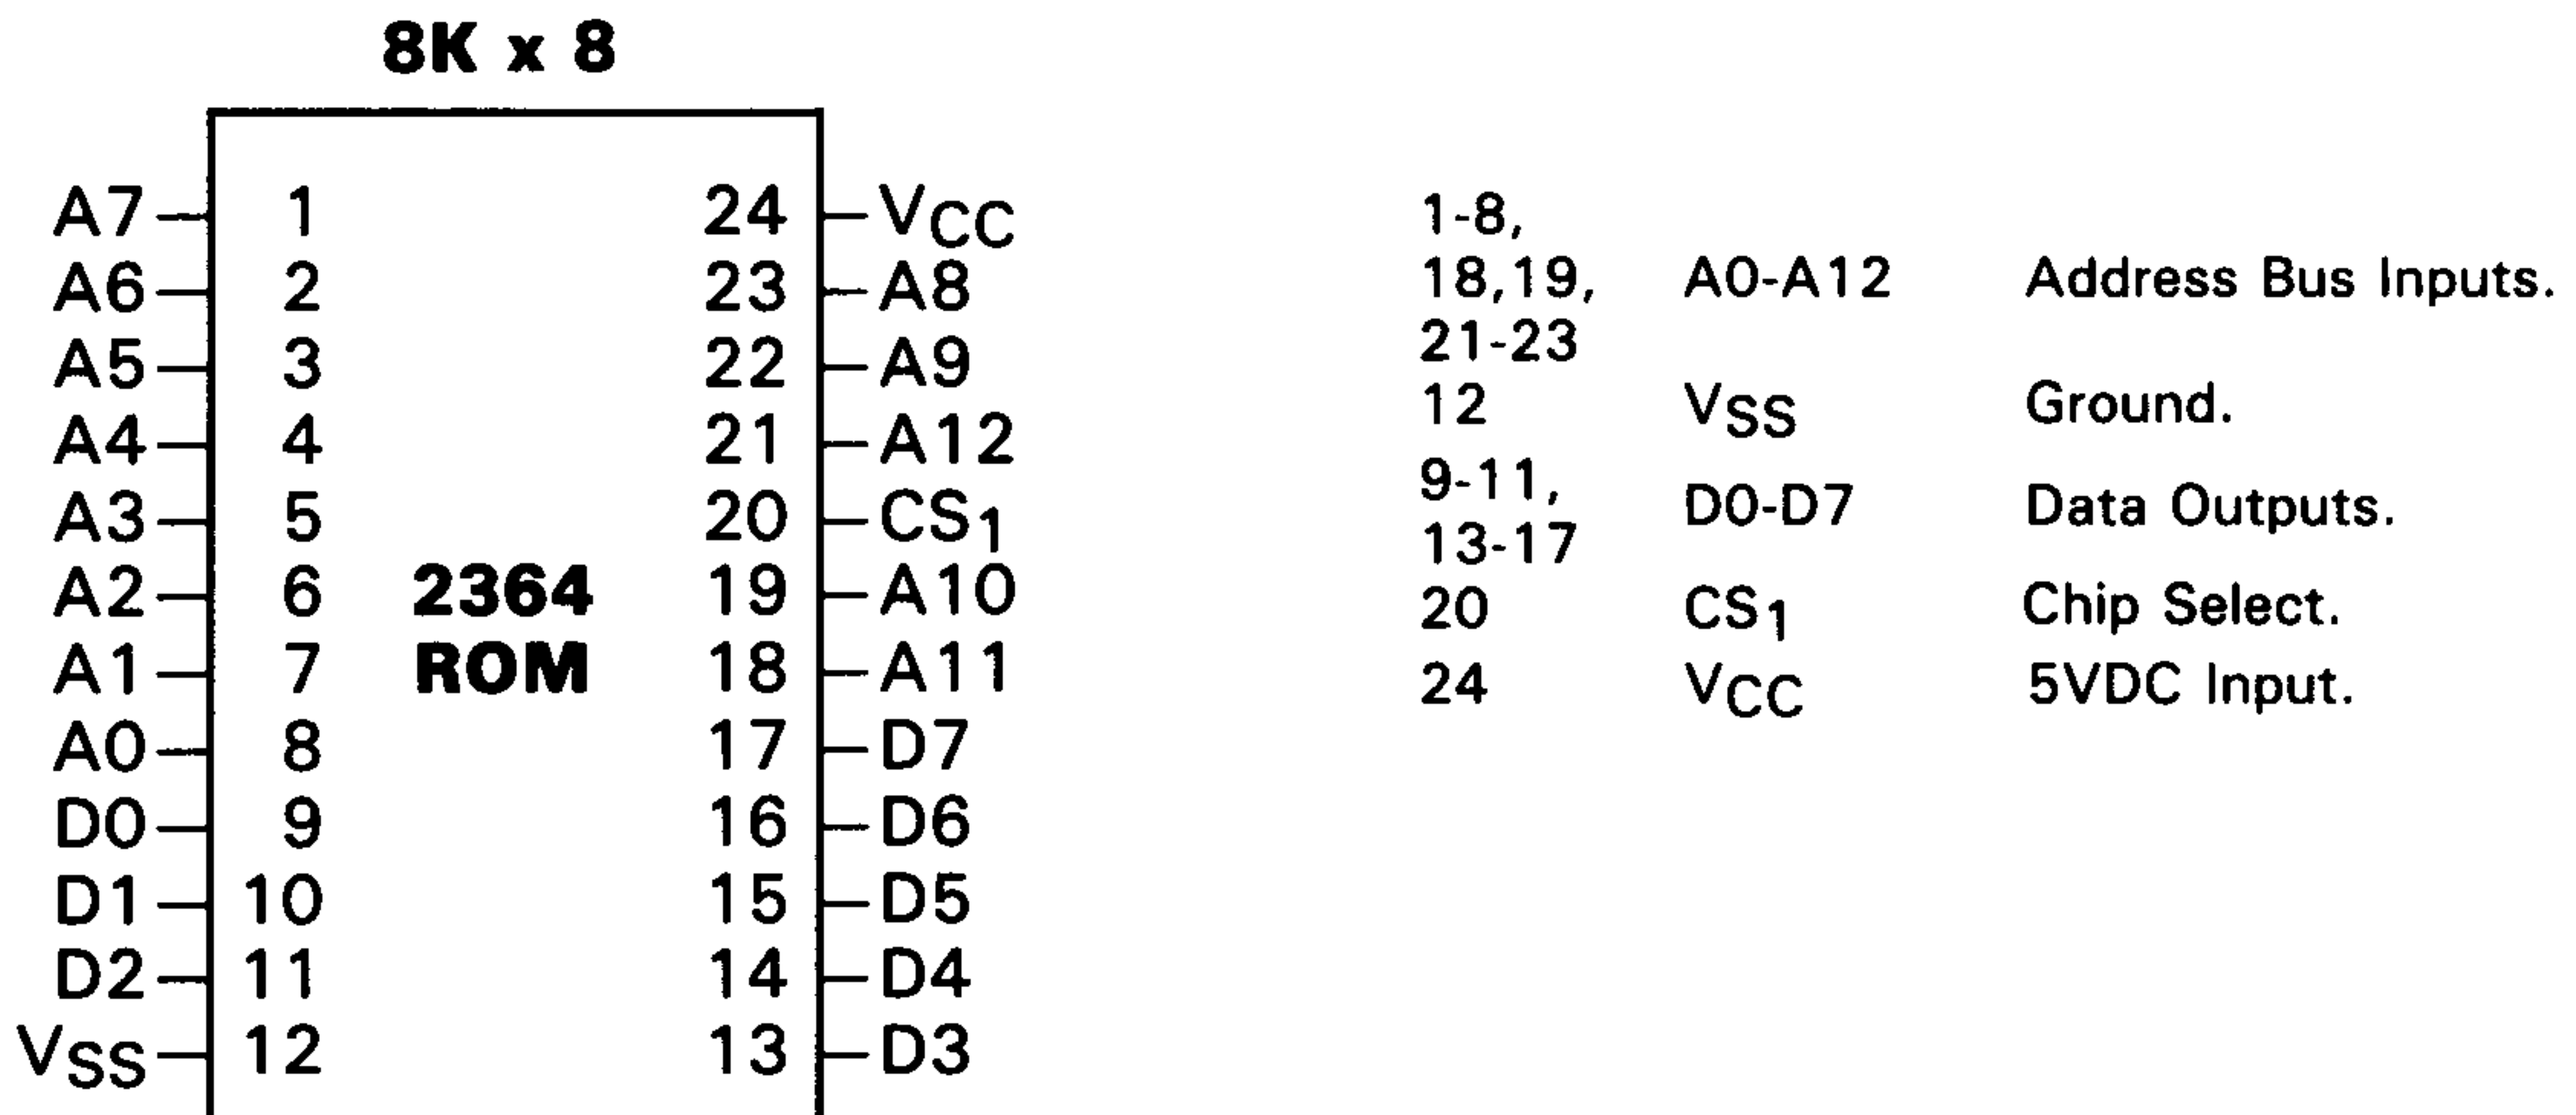 8K x 8
A7 1 24 VCC
A6 2 23 A8
A5 3 22 A9
A4 4 21 A12
A3 5 20 CS1
A2 6 2364 19 A10
A1 7 ROM 18 A11
A0 8 17 D7
D0 9 16 D6
D1 10 15 D5
D2 11 14 D4
VSS 12 13 D3
1-8,
18,19, A0-A12 Address Bus Inputs.
21-23
12 VSS Ground.
9-11,
D0-D7 Data Outputs.
13-17
20 CS1 Chip Select.
24 VCC 5VDC Input.